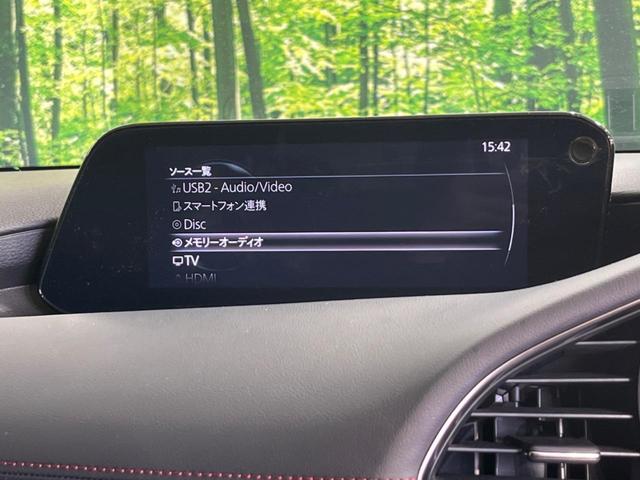 15:42
ソース一覧
USB2 - Audio/Video
スマートフォン連携
Disc
メモリーオーディオ
TV
HDMI